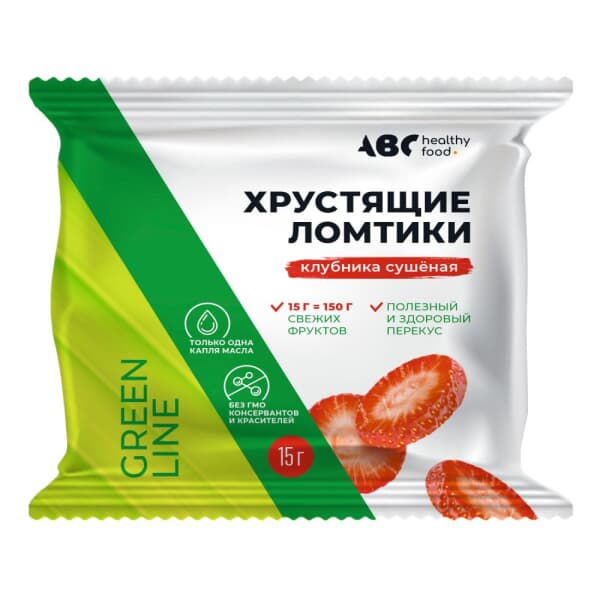 ABC healthy
food.
ХРУСТЯЩИЕ
ЛОМТИКИ
клубника сушёная
15 Г = 150 Г
СВЕЖИХ
ФРУКТОВ
ПОЛЕЗНЫЙ
И ЗДОРОВЫЙ
ПЕРЕКУС
ТОЛЬКО ОДНА
КАПЛЯ МАСЛА
БЕЗ ГМО
КОНСЕРВАНТОВ
И КРАСИТЕЛЕЙ
GREEN
LINE
15 г